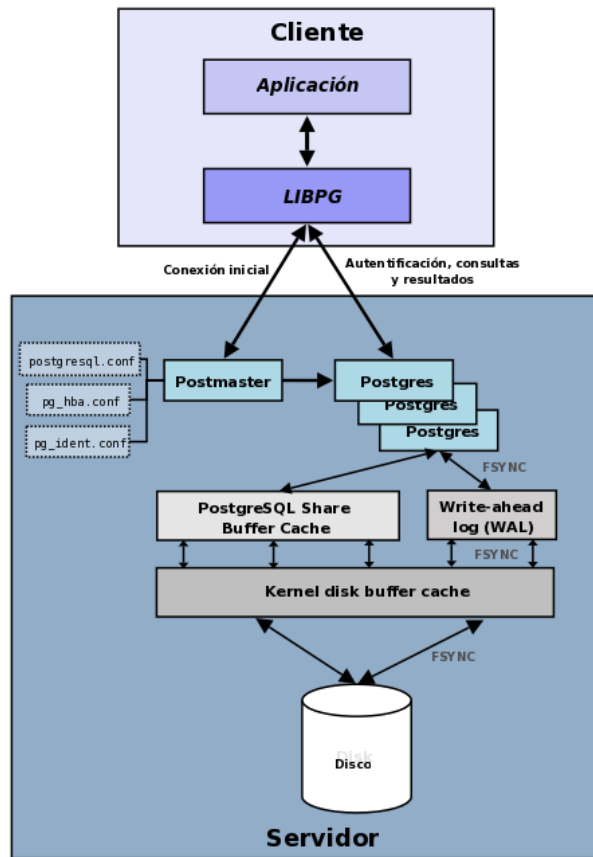 Cliente
Aplicación
LIBPG
Conexión inicial
Autentificación, consultas
y resultados
postgresql.conf
pg_hba.conf
pg_ident.conf
Postmaster
Postgres
Postgres
Postgres
FSYNC
PostgreSQL Share
Buffer Cache
Write-ahead
log (WAL)
FSYNC
Kernel disk buffer cache
FSYNC
Disk
Disco
Servidor